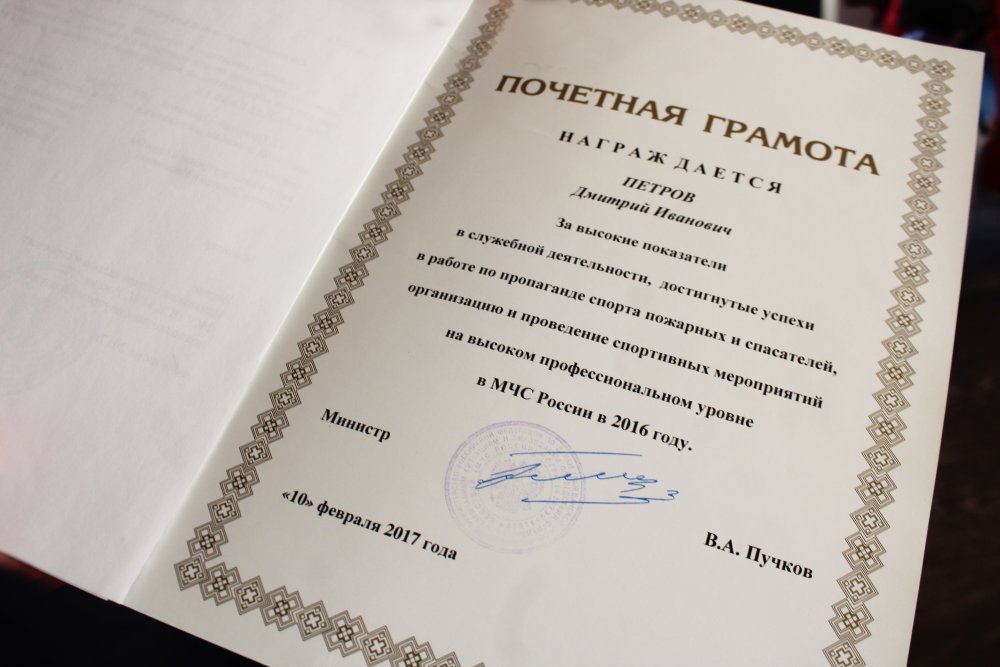 ПОЧЕТНАЯ ГРАМОТА
НАГРАЖДАЕТСЯ
ПЕТРОВ
Дмитрий Иванович
За высокие показатели
в служебной деятельности, достигнутые успехи
в работе по пропаганде спорта пожарных и спасателей,
организацию и проведение спортивных мероприятий
на высоком профессиональном уровне
в МЧС России в 2016 году.
Министр
«10» февраля 2017 года
В.А. Пучков